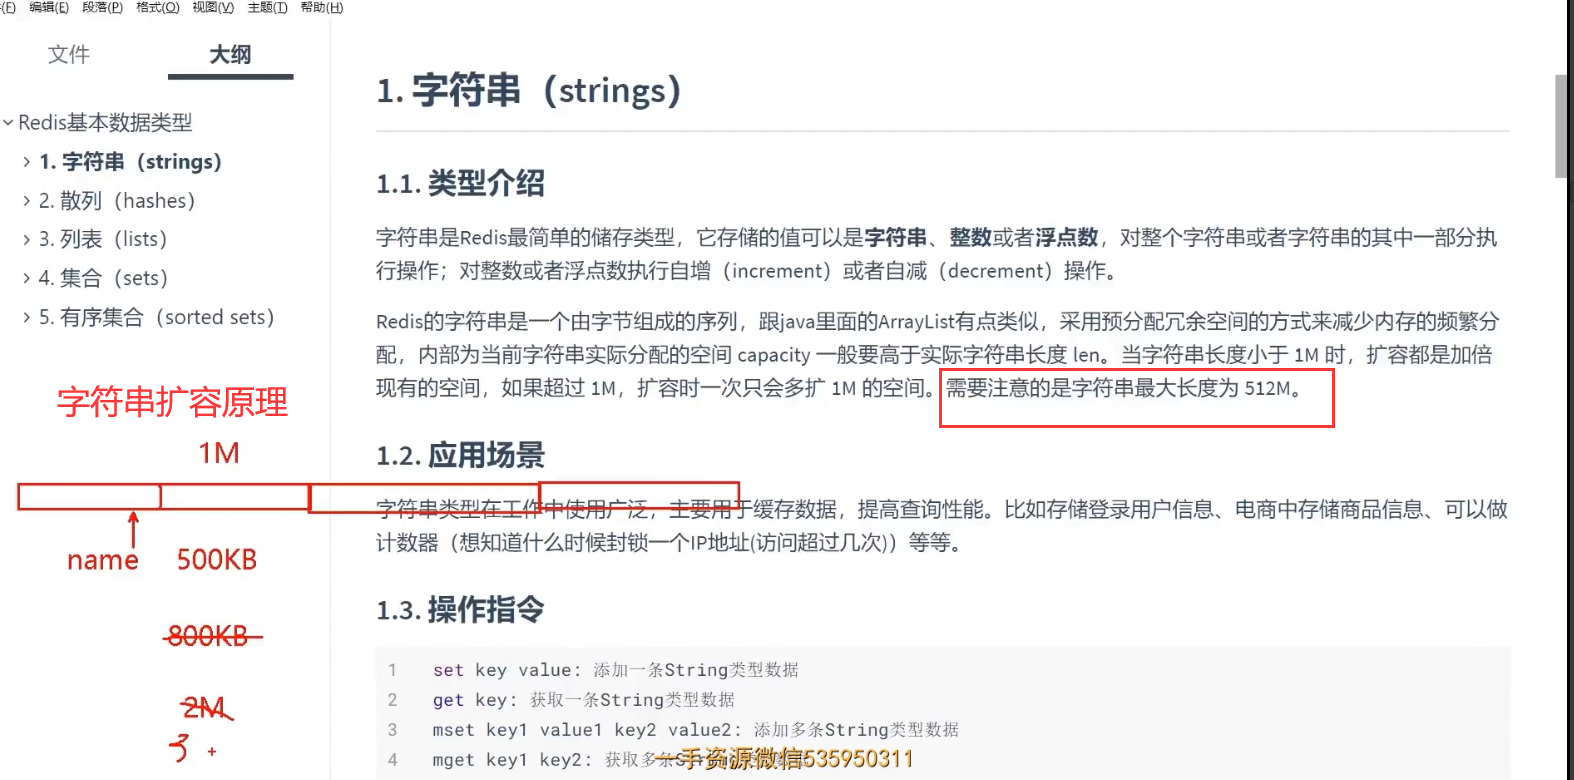 (F) 编辑(E) 段落(P) 格式(O) 视图(V) 主题(T) 帮助(H)
文件 大纲
Redis基本数据类型
1. 字符串（strings）
2. 散列（hashes）
3. 列表（lists）
4. 集合（sets）
5. 有序集合（sorted sets）
字符串扩容原理
1M
name 500KB
800KB
2M
3
1. 字符串（strings）
1.1. 类型介绍
字符串是Redis最简单的储存类型，它存储的值可以是字符串、整数或者浮点数，对整个字符串或者字符串的其中一部分执
行操作；对整数或者浮点数执行自增（increment）或者自减（decrement）操作。
Redis的字符串是一个由字节组成的序列，跟java里面的ArrayList有点类似，采用预分配冗余空间的方式来减少内存的频繁分
配，内部为当前字符串实际分配的空间 capacity 一般要高于实际字符串长度 len。当字符串长度小于 1M 时，扩容都是加倍
现有的空间，如果超过 1M，扩容时一次只会多扩 1M 的空间。需要注意的是字符串最大长度为 512M。
1.2. 应用场景
字符串类型在工作中使用广泛，主要用于缓存数据，提高查询性能。比如存储登录用户信息、电商中存储商品信息、可以做
计数器（想知道什么时候封锁一个IP地址(访问超过几次)）等等。
1.3. 操作指令
1 set key value: 添加一条String类型数据
2 get key: 获取一条String类型数据
3 mset key1 value1 key2 value2: 添加多条String类型数据
4 mget key1 key2: 获取多条
一手资源微信535950311